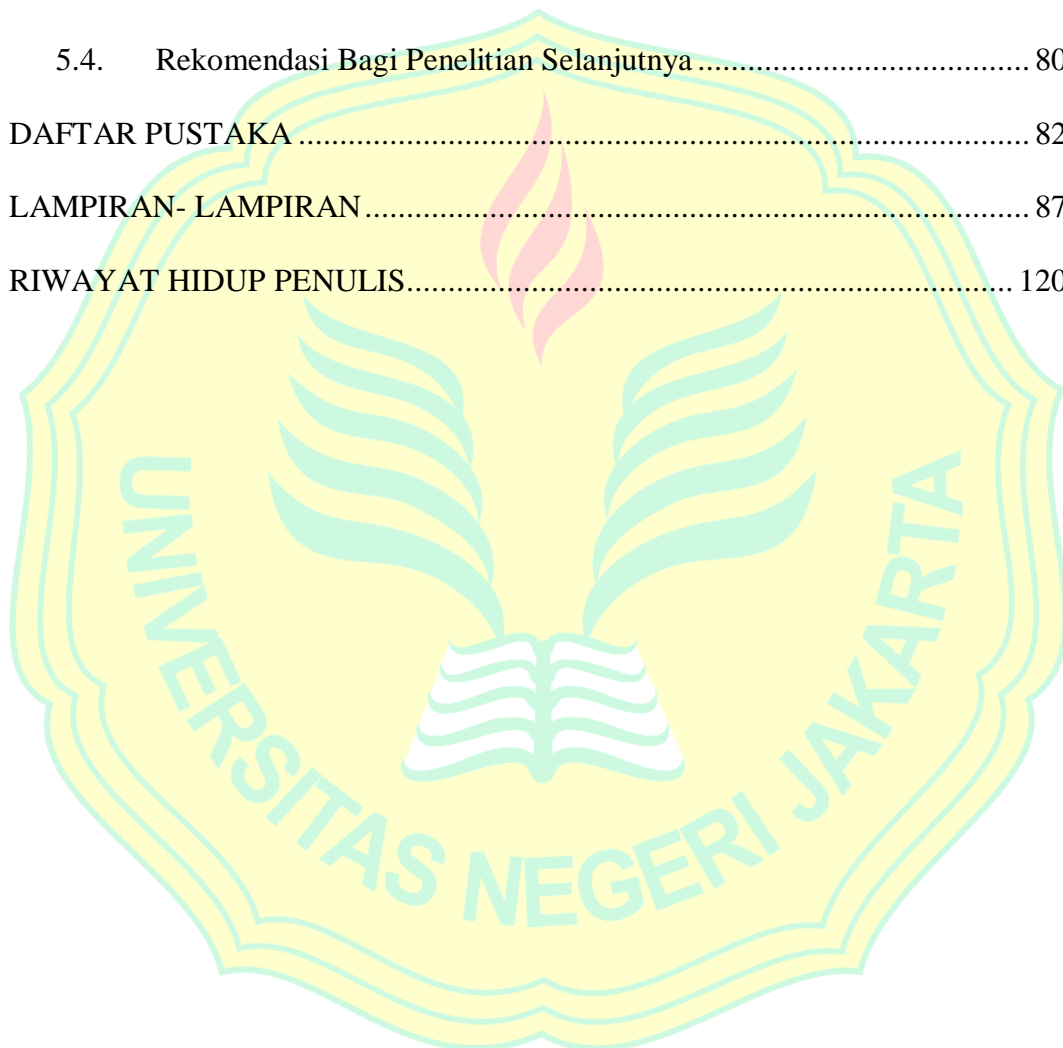 5.4. Rekomendasi Bagi Penelitian Selanjutnya ................................... 80
DAFTAR PUSTAKA ........................................................................... 82
LAMPIRAN- LAMPIRAN .................................................................... 87
RIWAYAT HIDUP PENULIS............................................................... 120
UNIVERSITAS NEGERI JAKARTA